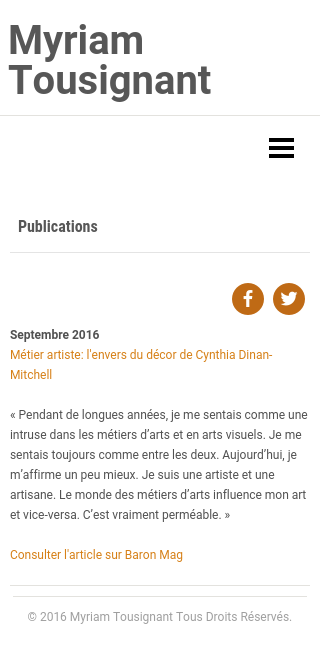 Myriam
Tousignant
Publications
Septembre 2016
Métier artiste: l'envers du décor de Cynthia Dinan-
Mitchell
« Pendant de longues années, je me sentais comme une
intruse dans les métiers d’arts et en arts visuels. Je me
sentais toujours comme entre les deux. Aujourd’hui, je
m’affirme un peu mieux. Je suis une artiste et une
artisane. Le monde des métiers d’arts influence mon art
et vice-versa. C’est vraiment perméable. »
Consulter l'article sur Baron Mag
© 2016 Myriam Tousignant Tous Droits Réservés.